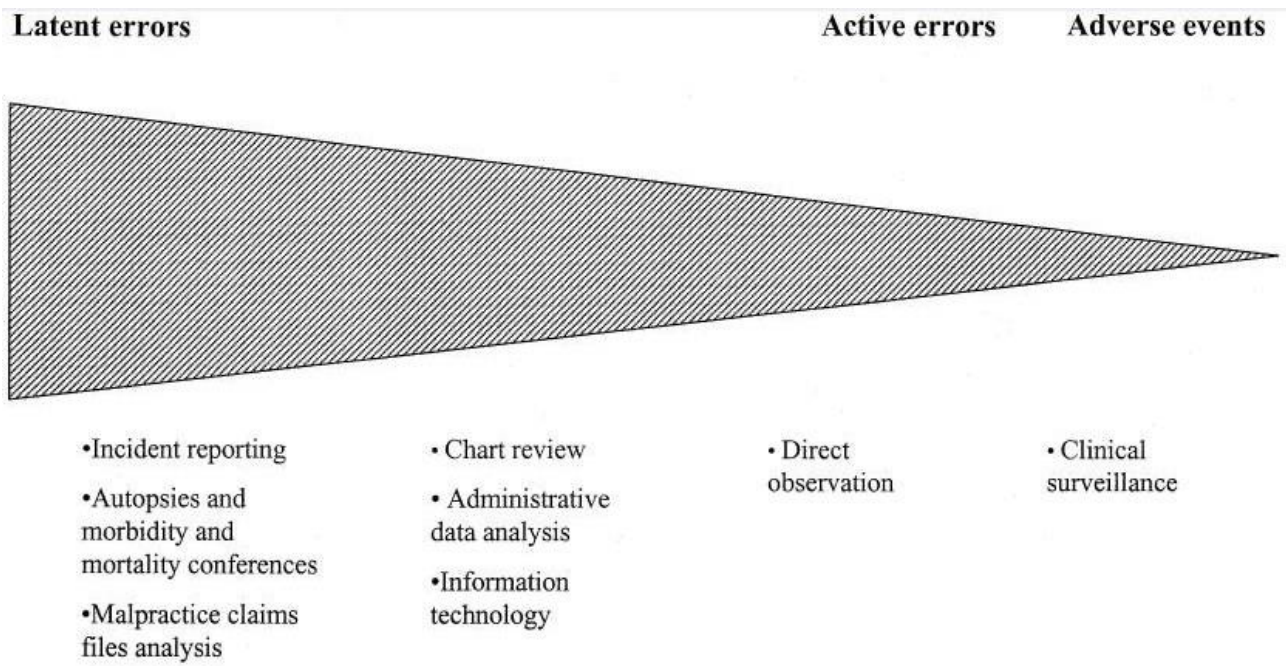 Latent errors
Active errors
Adverse events
•Incident reporting
•Autopsies and
morbidity and
mortality conferences
•Malpractice claims
files analysis
• Chart review
• Administrative
data analysis
•Information
technology
• Direct
observation
• Clinical
surveillance